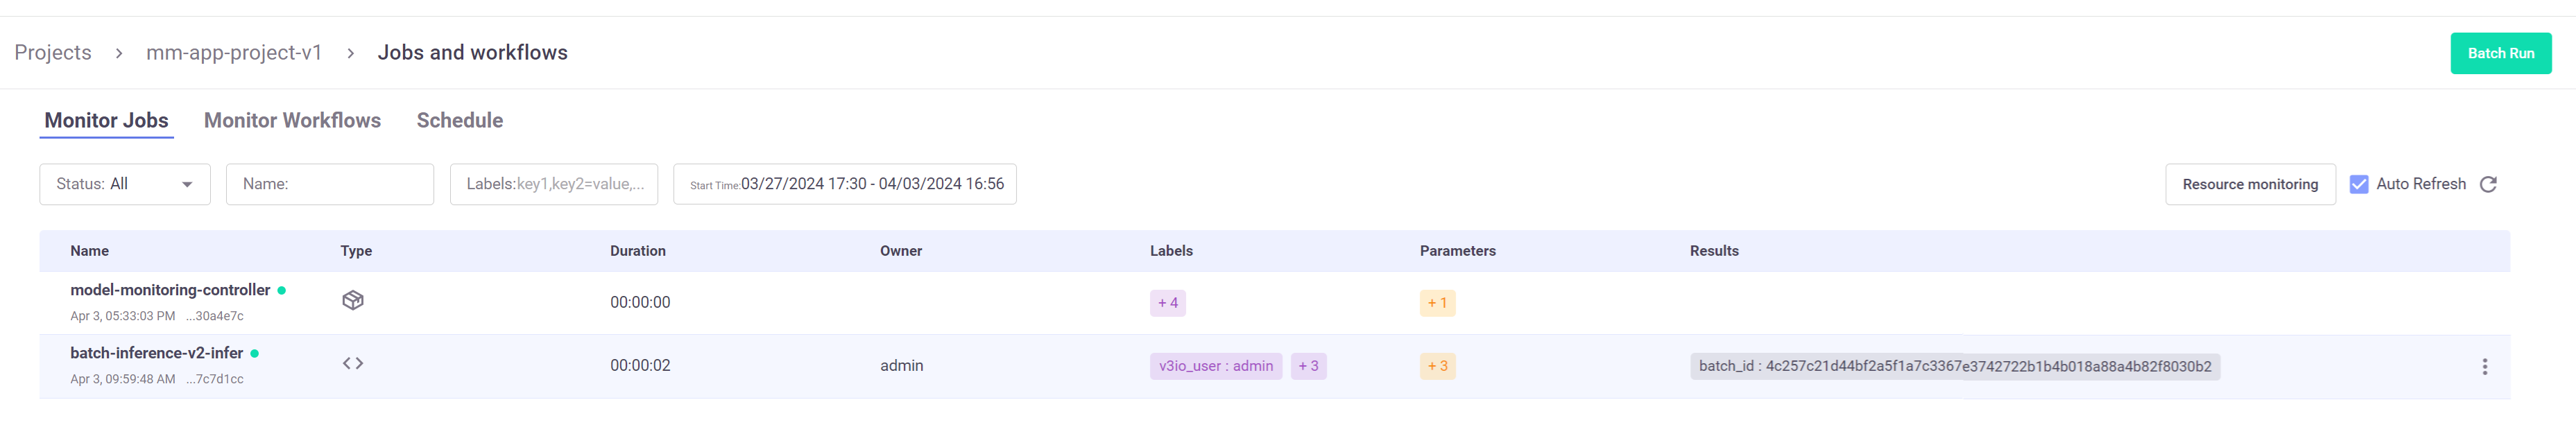 Projects > mm-app-project-v1 > Jobs and workflows
Batch Run
Monitor Jobs Monitor Workflows Schedule
Status: All Name: Labels:key1,key2=value,... Start Time:03/27/2024 17:30 - 04/03/2024 16:56 Resource monitoring Auto Refresh
Name Type Duration Owner Labels Parameters Results
model-monitoring-controller
Apr 3, 05:33:03 PM ...30a4e7c
00:00:00 + 4 + 1
batch-inference-v2-infer
Apr 3, 09:59:48 AM ...7c7d1cc
00:00:02 admin v3io_user : admin + 3 + 3 batch_id : 4c257c21d44bf2a5f1a7c3367e3742722b1b4b018a88a4b82f8030b2